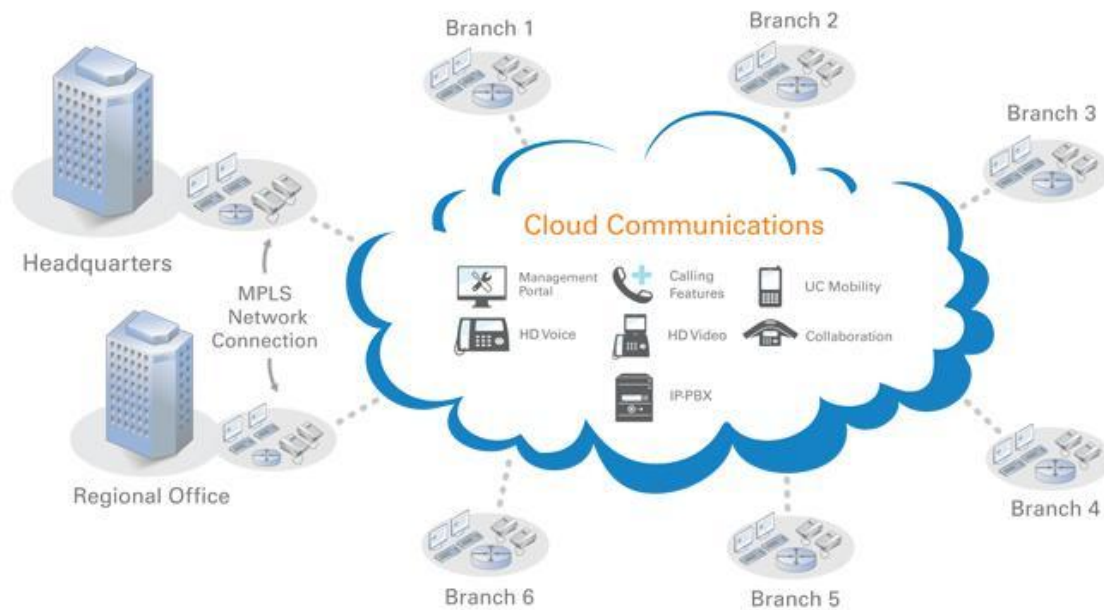 Branch 1
Branch 2
Branch 3
Headquarters
MPLS
Network
Connection
Regional Office
Cloud Communications
Management
Portal
Calling
Features
UC Mobility
HD Voice
HD Video
Collaboration
IP-PBX
Branch 4
Branch 6
Branch 5